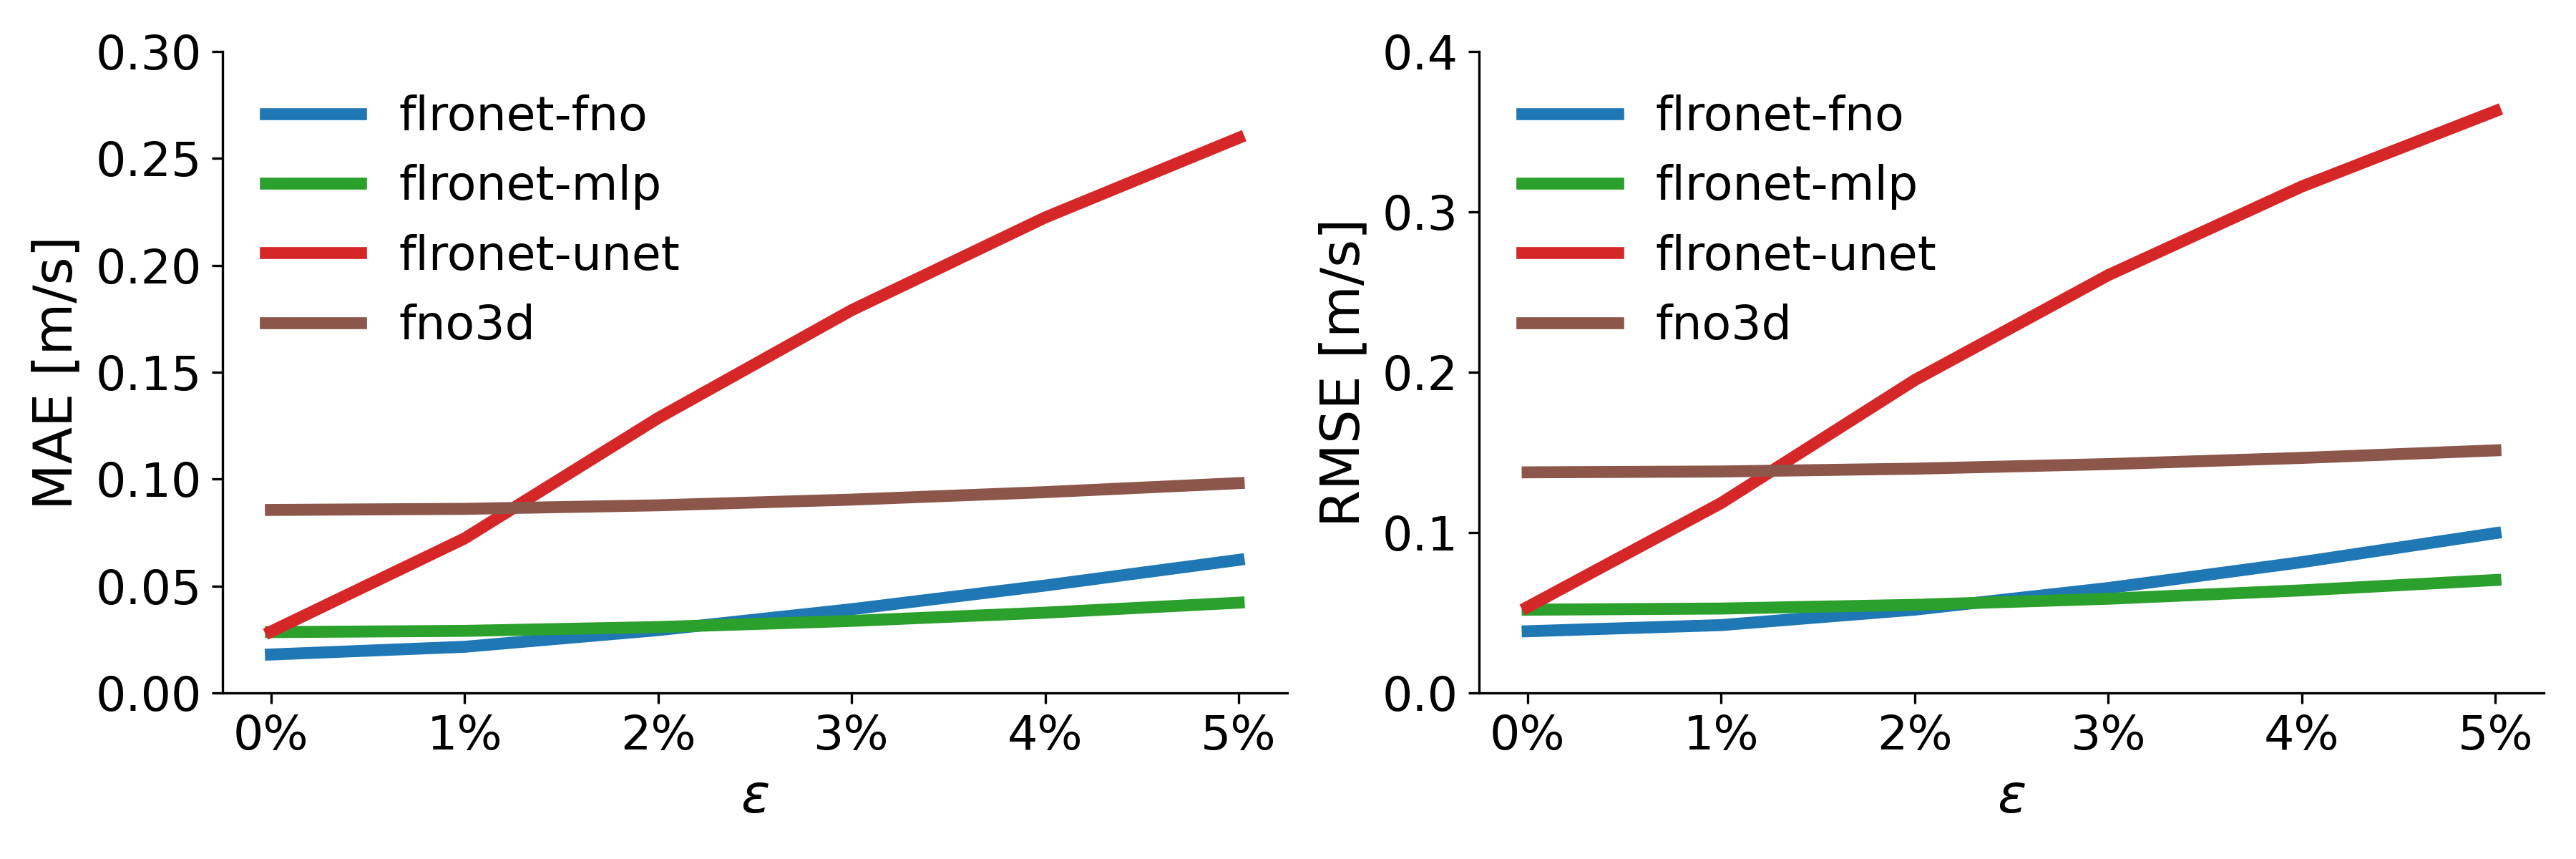 MAE [m/s]
0.30
0.25
0.20
0.15
0.10
0.05
0.00
flronet-fno
flronet-mlp
flronet-unet
fno3d
0% 1% 2% 3% 4% 5%
ε
RMSE [m/s]
0.4
0.3
0.2
0.1
0.0
flronet-fno
flronet-mlp
flronet-unet
fno3d
0% 1% 2% 3% 4% 5%
ε